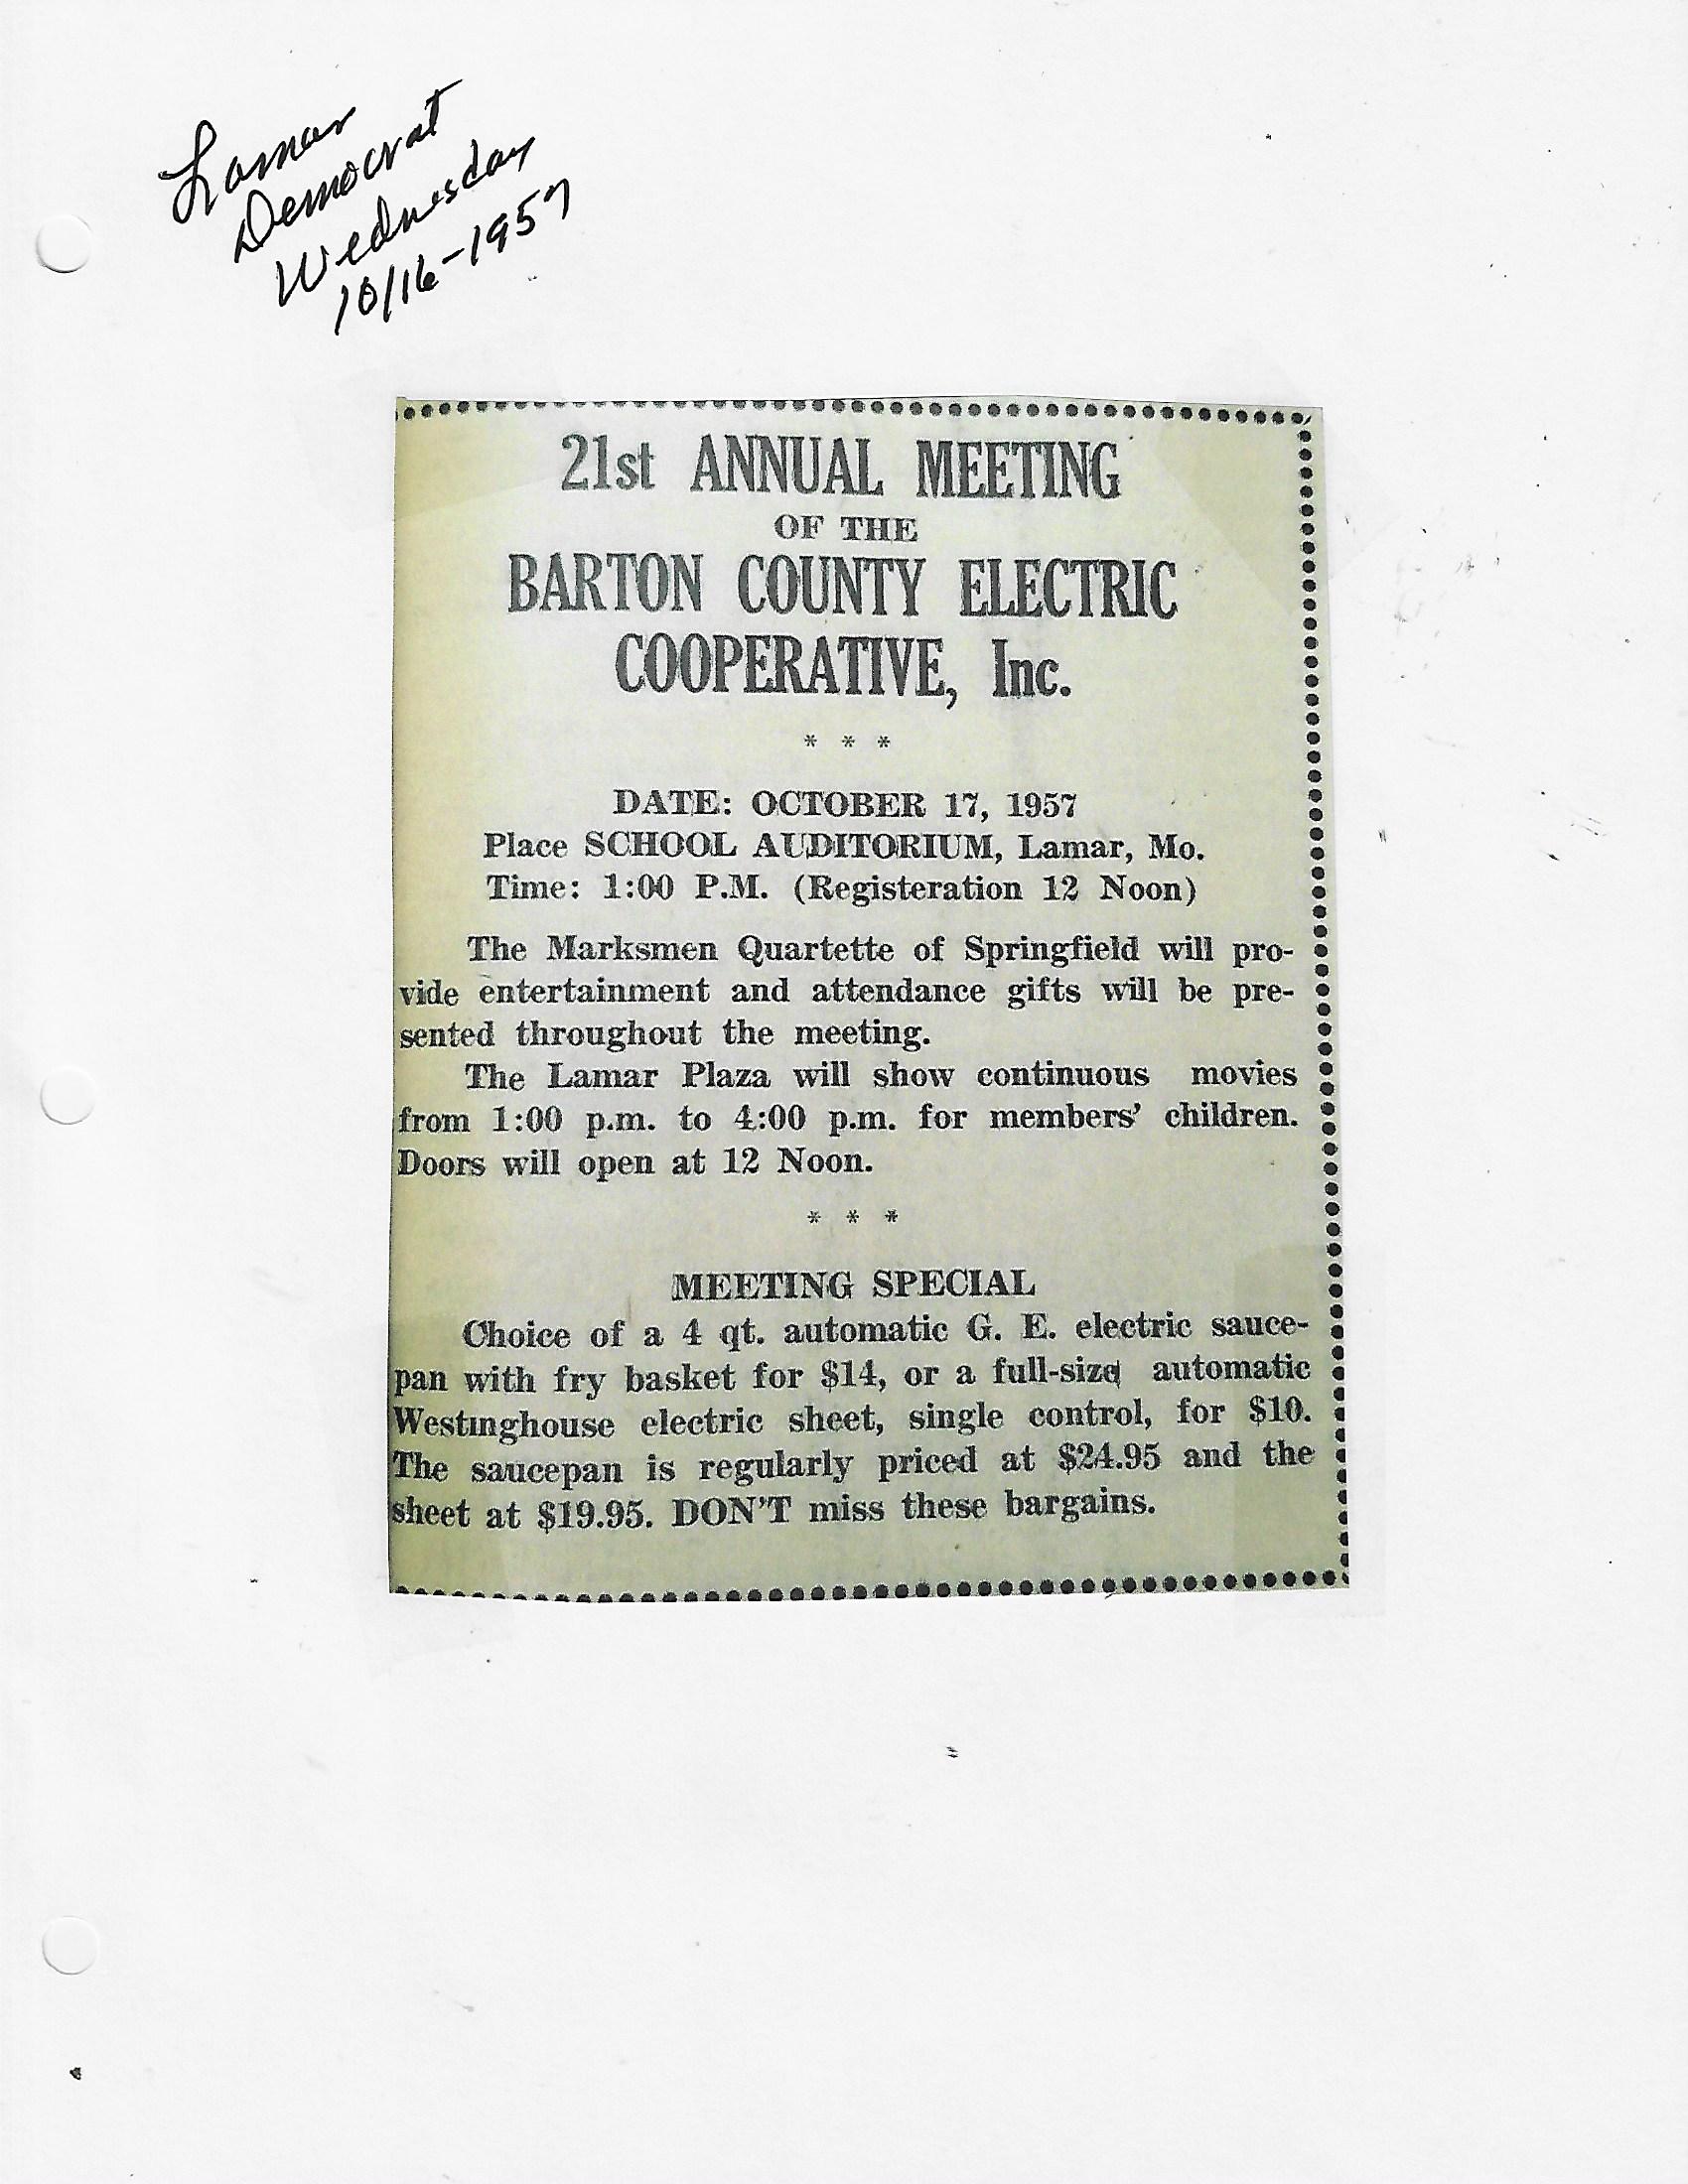 Lamar
Democrat
Wednesday
10/16-1957
21st ANNUAL MEETING
OF THE
BARTON COUNTY ELECTRIC
COOPERATIVE, Inc.
* * *
DATE: OCTOBER 17, 1957
Place SCHOOL AUDITORIUM, Lamar, Mo.
Time: 1:00 P.M. (Registeration 12 Noon)
The Marksmen Quartette of Springfield will pro-
vide entertainment and attendance gifts will be pre-
sented throughout the meeting.
The Lamar Plaza will show continuous movies
from 1:00 p.m. to 4:00 p.m. for members' children.
Doors will open at 12 Noon.
* * *
MEETING SPECIAL
Choice of a 4 qt. automatic G. E. electric sauce-
pan with fry basket for $14, or a full-size automatic
Westinghouse electric sheet, single control, for $10.
The saucepan is regularly priced at $24.95 and the
sheet at $19.95. DON'T miss these bargains.